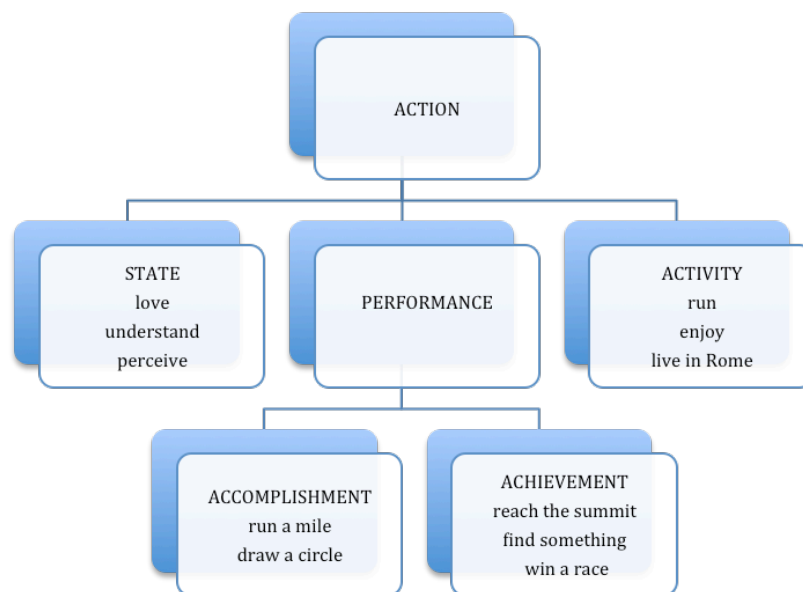 ACTION
STATE
love
understand
perceive
PERFORMANCE
ACTIVITY
run
enjoy
live in Rome
ACCOMPLISHMENT
run a mile
draw a circle
ACHIEVEMENT
reach the summit
find something
win a race